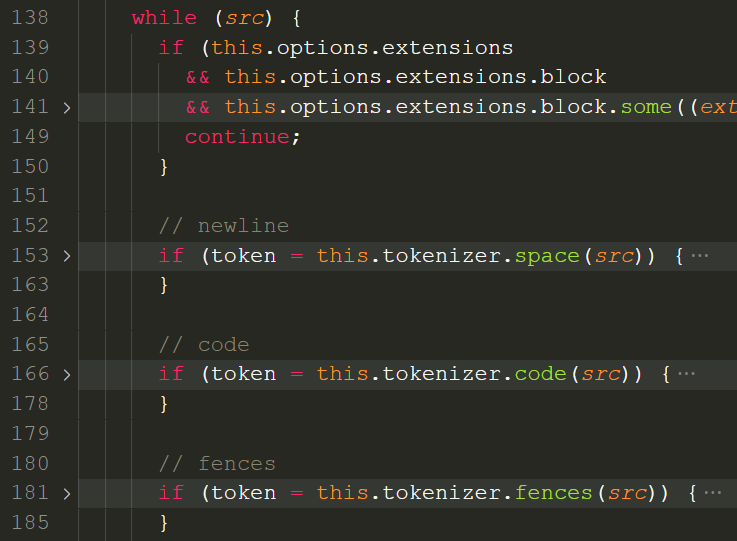 138 while (src) {
139 if (this.options.extensions
140 && this.options.extensions.block
141 > && this.options.extensions.block.some((ext
149 continue;
150 }
151
152 // newline
153 > if (token = this.tokenizer.space(src)) { ···
163 }
164
165 // code
166 > if (token = this.tokenizer.code(src)) { ···
178 }
179
180 // fences
181 > if (token = this.tokenizer.fences(src)) { ···
185 }